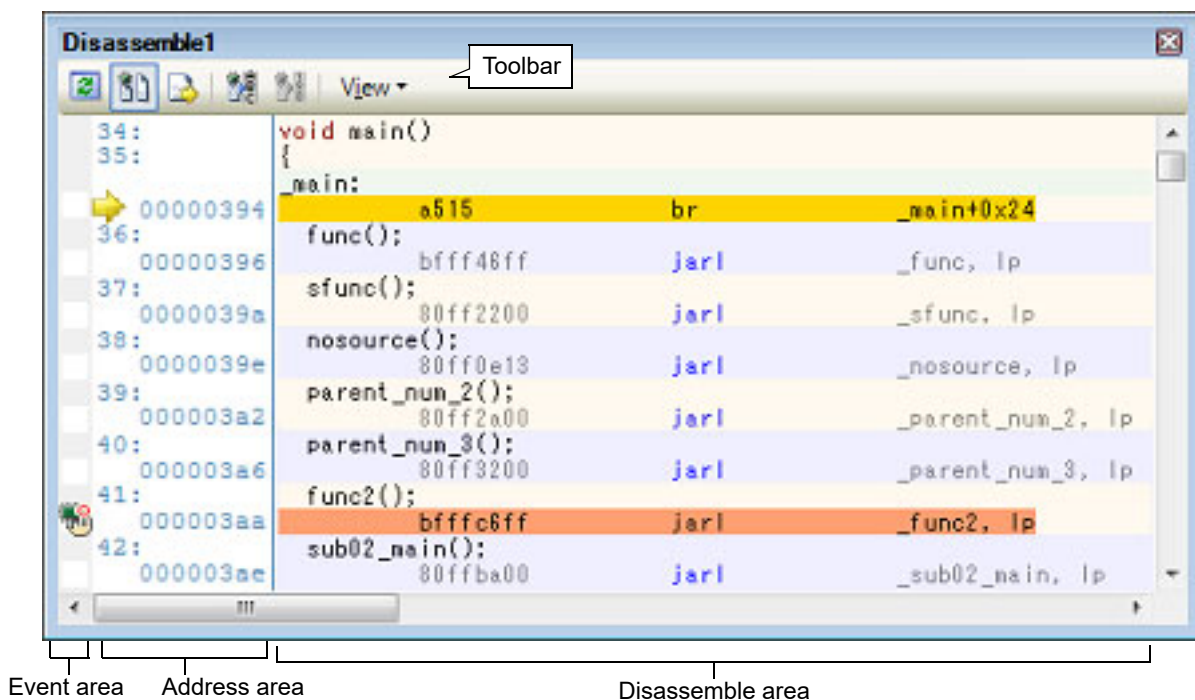 Disassemble1
View
Toolbar
34: void main()
35: {
_main:
00000394 a515 br _main+0x24
36: func();
00000396 bfff46ff jarl _func, lp
37: sfunc();
0000039a 80ff2200 jarl _sfunc, lp
38: nosource();
0000039e 80ff0e13 jarl _nosource, lp
39: parent_num_2();
000003a2 80ff2a00 jarl _parent_num_2, lp
40: parent_num_3();
000003a6 80ff3200 jarl _parent_num_3, lp
41: func2();
000003aa bfffc6ff jarl _func2, lp
42: sub02_main();
000003ae 80ffba00 jarl _sub02_main, lp
Event area Address area Disassemble area